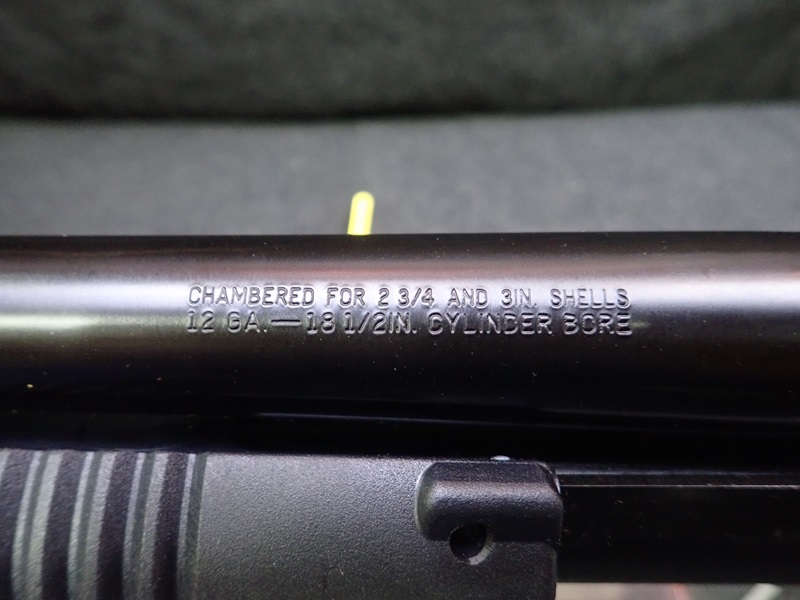 CHAMBERED FOR 2 3/4 AND 3IN. SHELLS
12 GA.—18 1/2IN. CYLINDER BORE